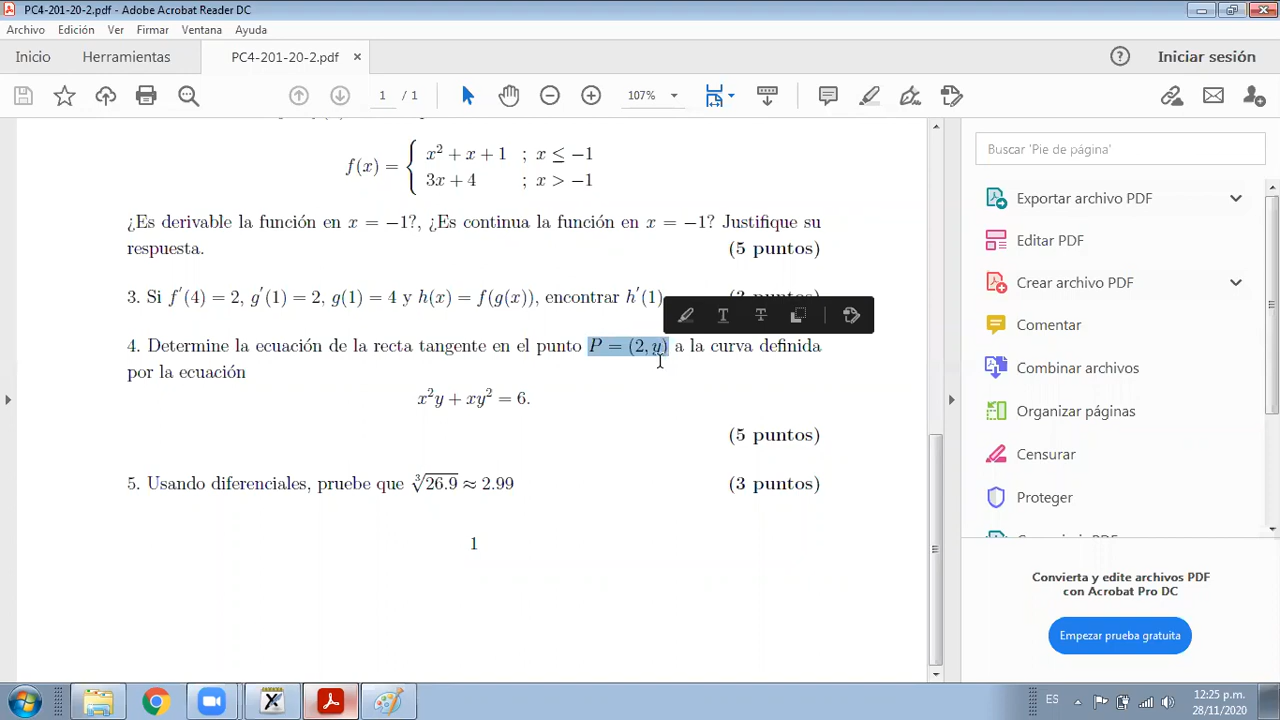 PC4-201-20-2.pdf - Adobe Acrobat Reader DC
Archivo Edición Ver Firmar Ventana Ayuda
Inicio Herramientas PC4-201-20-2.pdf × Iniciar sesión
1 / 1 107%
f(x) = { x² + x + 1 ; x ≤ −1
3x + 4 ; x > −1
¿Es derivable la función en x = −1?, ¿Es continua la función en x = −1? Justifique su
respuesta. (5 puntos)
3. Si f′(4) = 2, g′(1) = 2, g(1) = 4 y h(x) = f(g(x)), encontrar h′(1)
4. Determine la ecuación de la recta tangente en el punto P = (2, y) a la curva definida
por la ecuación
x²y + xy² = 6.
(5 puntos)
5. Usando diferenciales, pruebe que ∛26.9 ≈ 2.99 (3 puntos)
1
Buscar 'Pie de página'
Exportar archivo PDF
Editar PDF
Crear archivo PDF
Comentar
Combinar archivos
Organizar páginas
Censurar
Proteger
Convierta y edite archivos PDF
con Acrobat Pro DC
Empezar prueba gratuita
ES 12:25 p.m.
28/11/2020